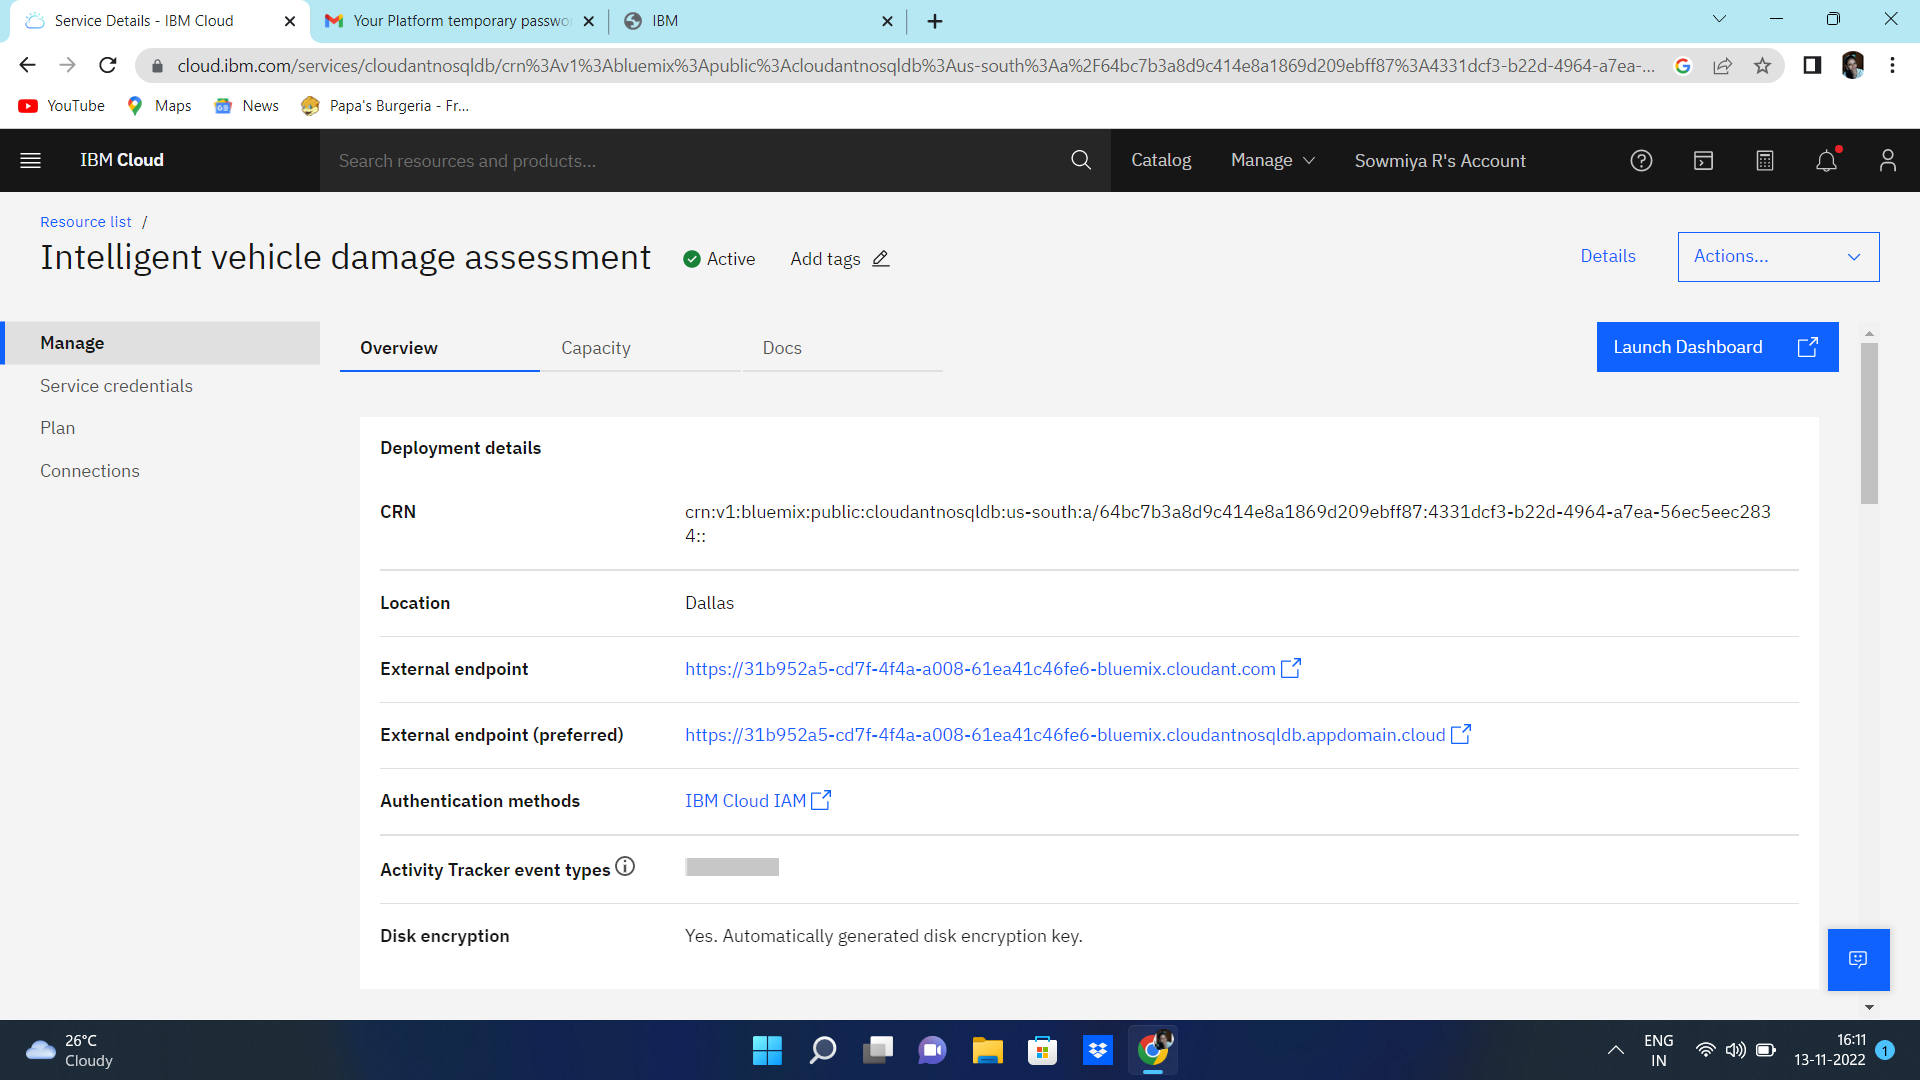 Service Details - IBM Cloud
Your Platform temporary passwo
IBM
cloud.ibm.com/services/cloudantnosqldb/crn%3Av1%3Abluemix%3Apublic%3Acloudantnosqldb%3Aus-south%3Aa%2F64bc7b3a8d9c414e8a1869d209ebff87%3A4331dcf3-b22d-4964-a7ea-...
YouTube
Maps
News
Papa's Burgeria - Fr...
IBM Cloud
Search resources and products...
Catalog
Manage
Sowmiya R's Account
Resource list /
Intelligent vehicle damage assessment
Active
Add tags
Details
Actions...
Manage
Service credentials
Plan
Connections
Overview
Capacity
Docs
Launch Dashboard
Deployment details
CRN
crn:v1:bluemix:public:cloudantnosqldb:us-south:a/64bc7b3a8d9c414e8a1869d209ebff87:4331dcf3-b22d-4964-a7ea-56ec5eec283
4::
Location
Dallas
External endpoint
https://31b952a5-cd7f-4f4a-a008-61ea41c46fe6-bluemix.cloudant.com
External endpoint (preferred)
https://31b952a5-cd7f-4f4a-a008-61ea41c46fe6-bluemix.cloudantnosqldb.appdomain.cloud
Authentication methods
IBM Cloud IAM
Activity Tracker event types
Disk encryption
Yes. Automatically generated disk encryption key.
26°C
Cloudy
ENG
IN
16:11
13-11-2022
1